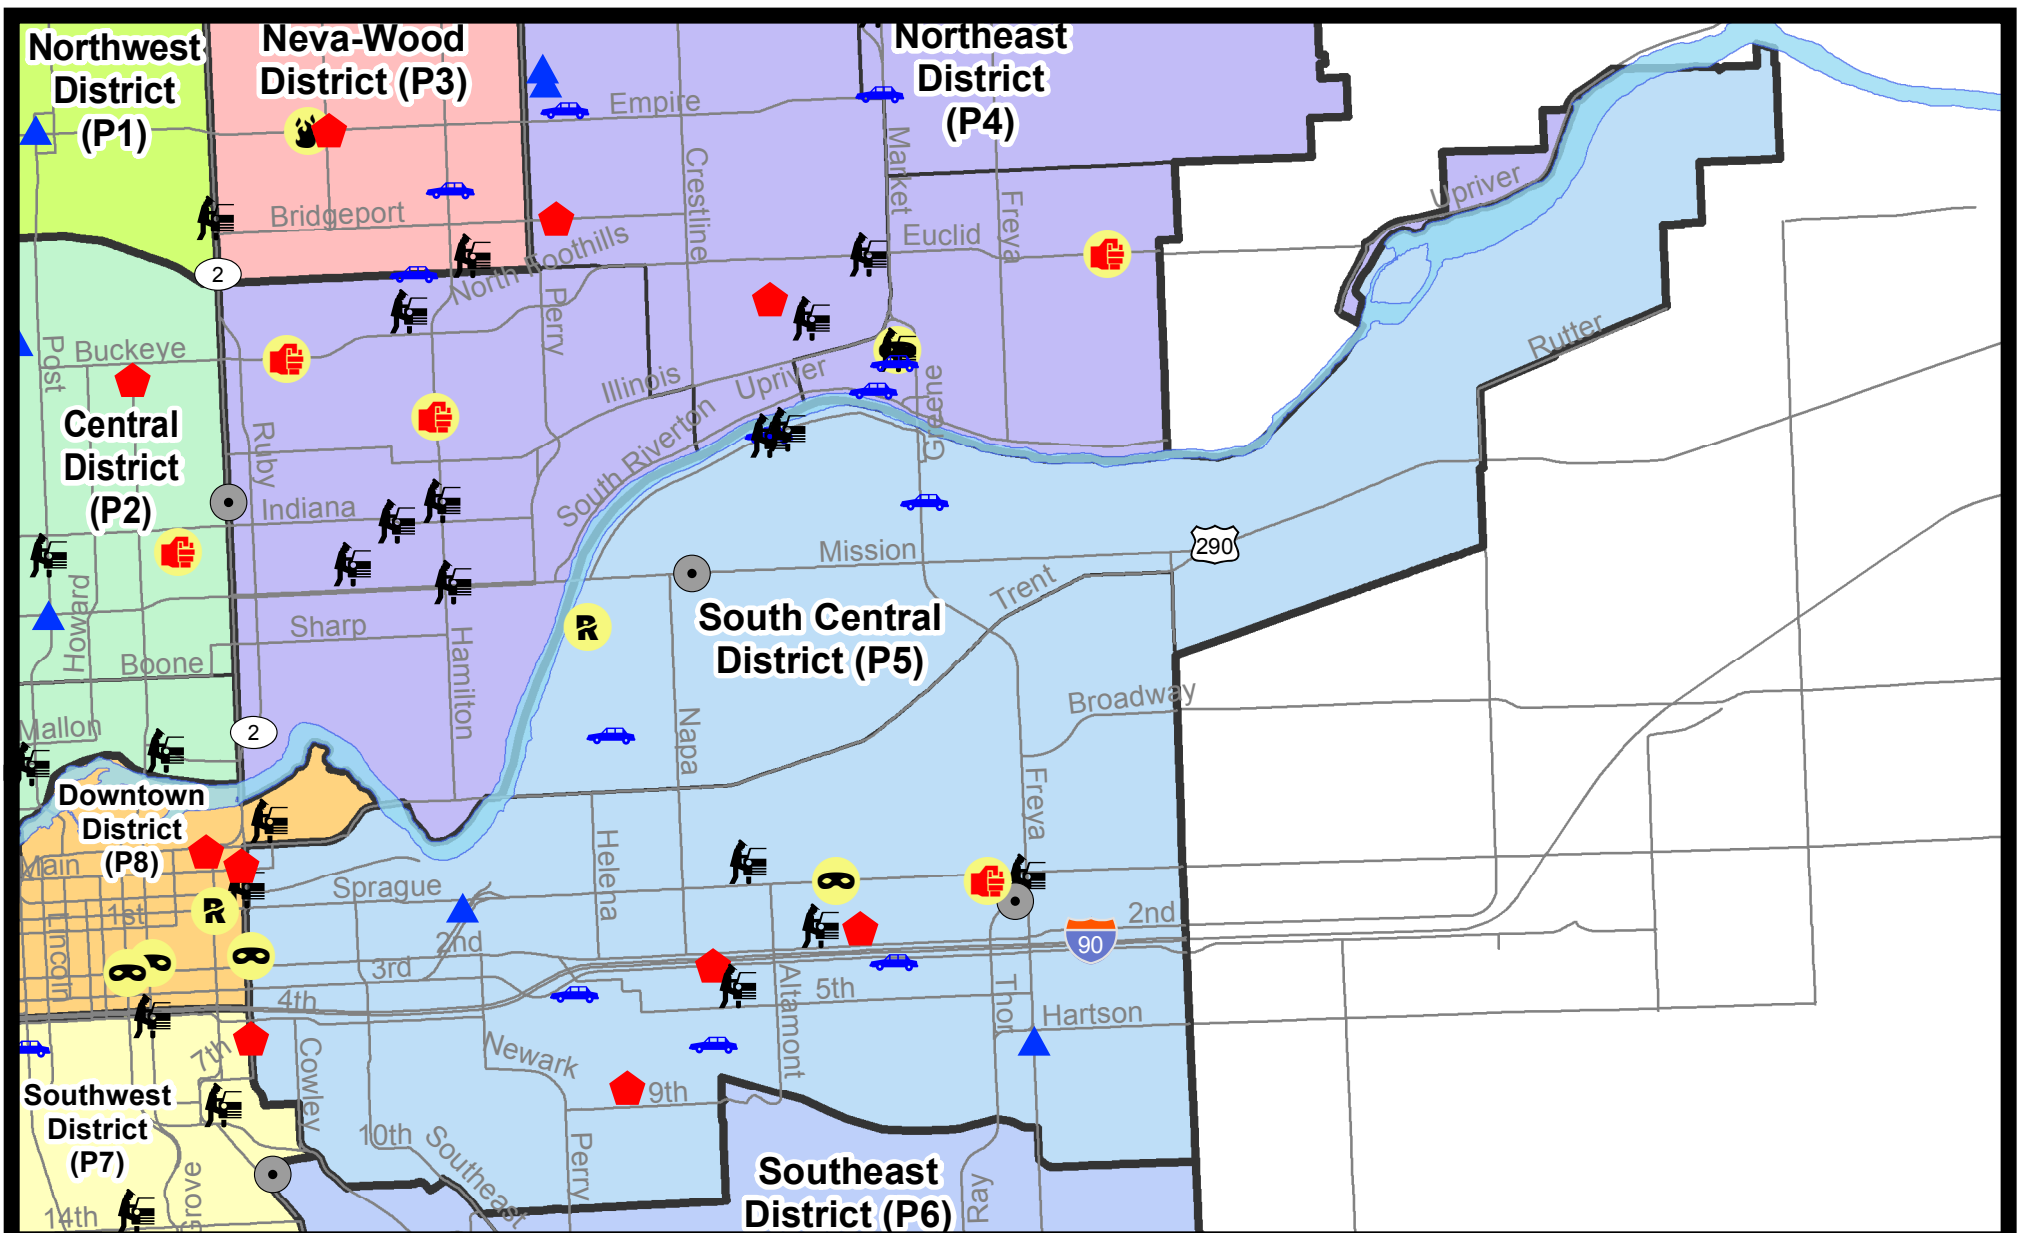 Northwest
District
(P1)
Neva-Wood
District (P3)
Northeast
District
(P4)
Empire
Market
Crestline
Freya
Bridgeport
Euclid
Upriver
North Foothills
2
Perry
Post
Buckeye
Rutter
Illinois
Upriver
Greene
Central
District
(P2)
Ruby
South Riverton
Indiana
Mission
290
Trent
Howard
Sharp
Hamilton
South Central
District (P5)
Boone
Broadway
Mallon
2
Napa
Downtown
District
(P8)
Freya
Main
Helena
Sprague
R
R
1st
Lincoln
2nd
2nd
90
3rd
4th
Altamont
5th
Thor
Hartson
7th
Cowley
Newark
9th
Southwest
District
(P7)
10th
Southeast
Perry
Grove
14th
Southeast
District (P6)
Ray